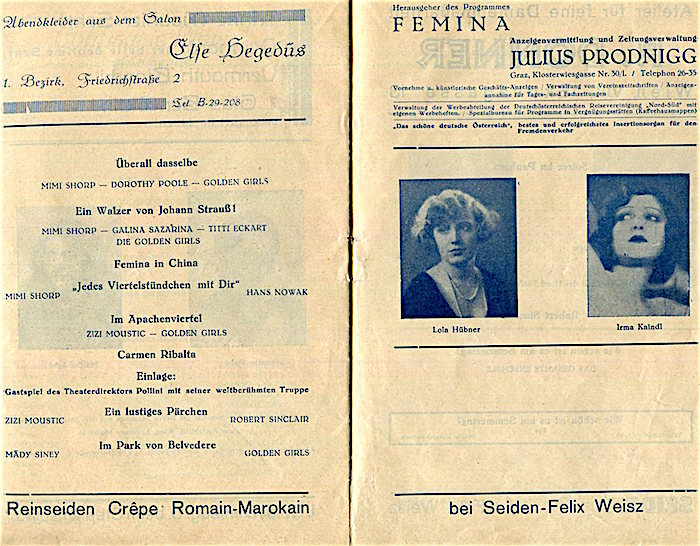 Abendkleider aus dem Salon
Else Hegedüs
1. Bezirk, Friedrichstraße 2
Tel. B-29-208
Überall dasselbe
MIMI SHORP — DOROTHY POOLE — GOLDEN GIRLS
Ein Walzer von Johann Strauß!
MIMI SHORP — GALINA SAZARINA — TITTI ECKART
DIE GOLDEN GIRLS
Femina in China
„Jedes Viertelstündchen mit Dir“
MIMI SHORP HANS NOWAK
Im Apachenviertel
ZIZI MOUSTIC — GOLDEN GIRLS
Carmen Ribalta
Einlage:
Gastspiel des Theaterdirektors Pollini mit seiner weltberühmten Truppe
Ein lustiges Pärchen
ZIZI MOUSTIC ROBERT SINCLAIR
Im Park von Belvedere
MÄDY SINEY GOLDEN GIRLS
Reinseiden Crêpe Romain-Marokain
Herausgeber des Programmes
FEMINA
Anzeigenvermittlung und Zeitungsverwaltung
JULIUS PRODNIGG
Graz, Klosterwiesgasse Nr. 30/I. / Telephon 26-35
Vornehme u. künstlerische Geschäfts-Anzeigen / Verwaltung von Vereinszeitschriften / Anzeigen-
annahme für Tages- und Fachzeitungen
Verwaltung der Werbeabteilung der Deutschösterreichischen Reisevereinigung „Nord-Süd“ mit
eigenen Werbeheften. / Spezialbureau für Programme in Vergnügungsstätten (Kaffeehausmappen)
„Das schöne deutsche Österreich“, bestes und erfolgreichstes Insertionsorgan für den
Fremdenverkehr
Lola Hübner
Irma Kaindl
bei Seiden-Felix Weisz